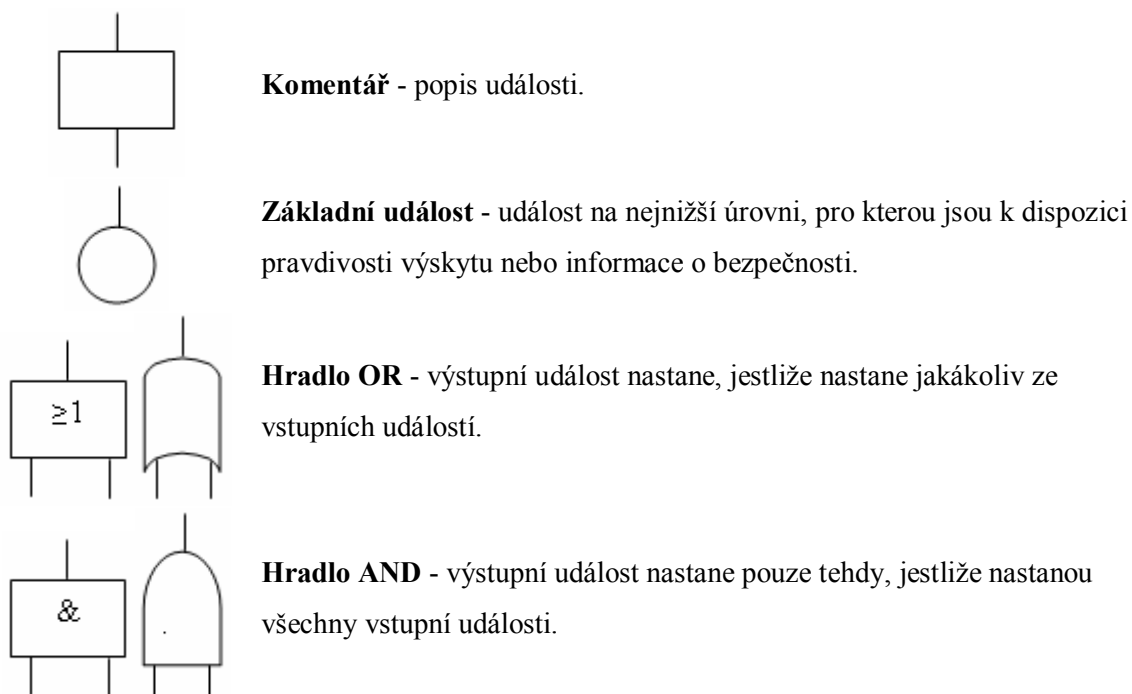 Komentář - popis události.
Základní událost - událost na nejnižší úrovni, pro kterou jsou k dispozici
pravdivosti výskytu nebo informace o bezpečnosti.
Hradlo OR - výstupní událost nastane, jestliže nastane jakákoliv ze
vstupních událostí.
≥1
Hradlo AND - výstupní událost nastane pouze tehdy, jestliže nastanou
všechny vstupní události.
&